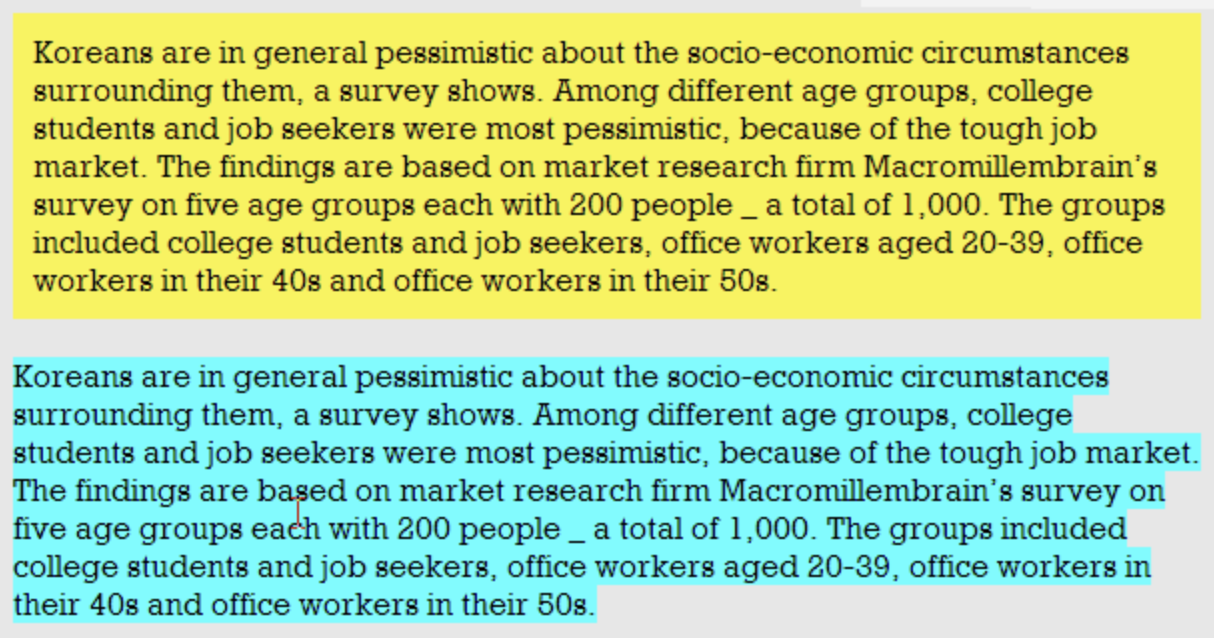 Koreans are in general pessimistic about the socio-economic circumstances
surrounding them, a survey shows. Among different age groups, college
students and job seekers were most pessimistic, because of the tough job
market. The findings are based on market research firm Macromillembrain's
survey on five age groups each with 200 people _ a total of 1,000. The groups
included college students and job seekers, office workers aged 20-39, office
workers in their 40s and office workers in their 50s.
Koreans are in general pessimistic about the socio-economic circumstances
surrounding them, a survey shows. Among different age groups, college
students and job seekers were most pessimistic, because of the tough job market.
The findings are based on market research firm Macromillembrain's survey on
five age groups each with 200 people _ a total of 1,000. The groups included
college students and job seekers, office workers aged 20-39, office workers in
their 40s and office workers in their 50s.